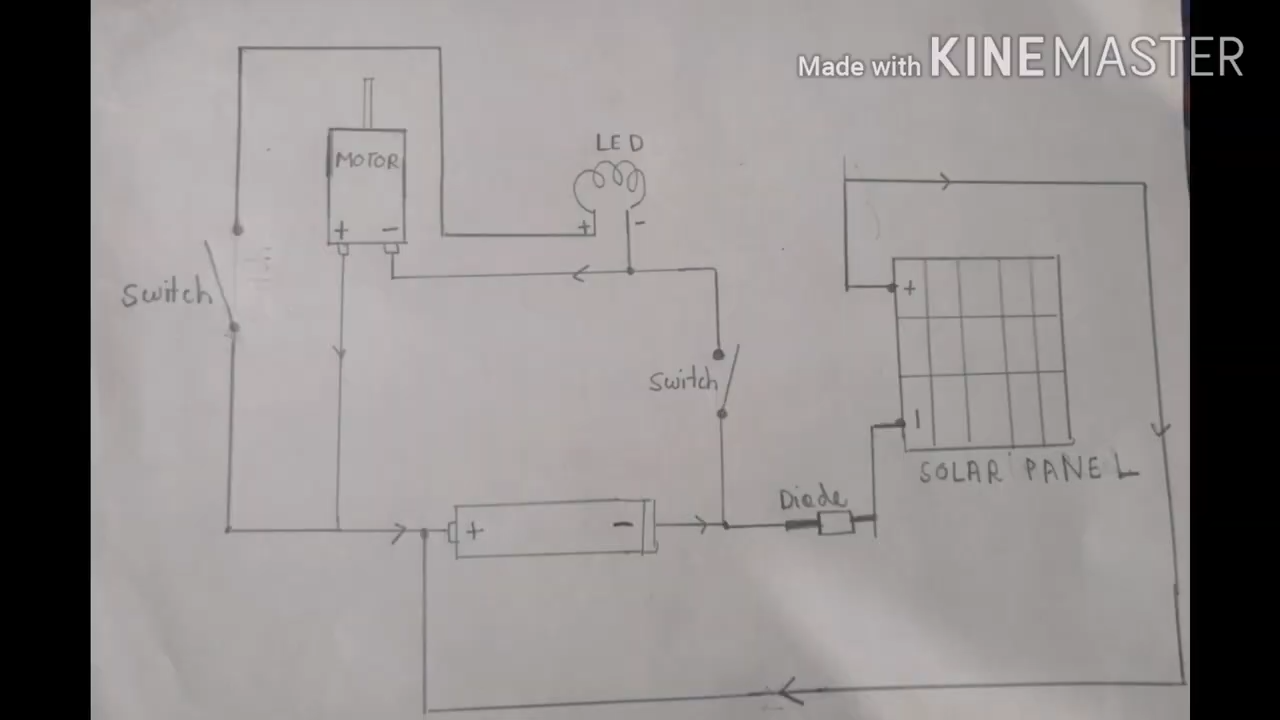 Made with KINEMASTER
LED
MOTOR
+ -
+ -
Switch
+
Switch
-
SOLAR PANEL
Diode
+ -